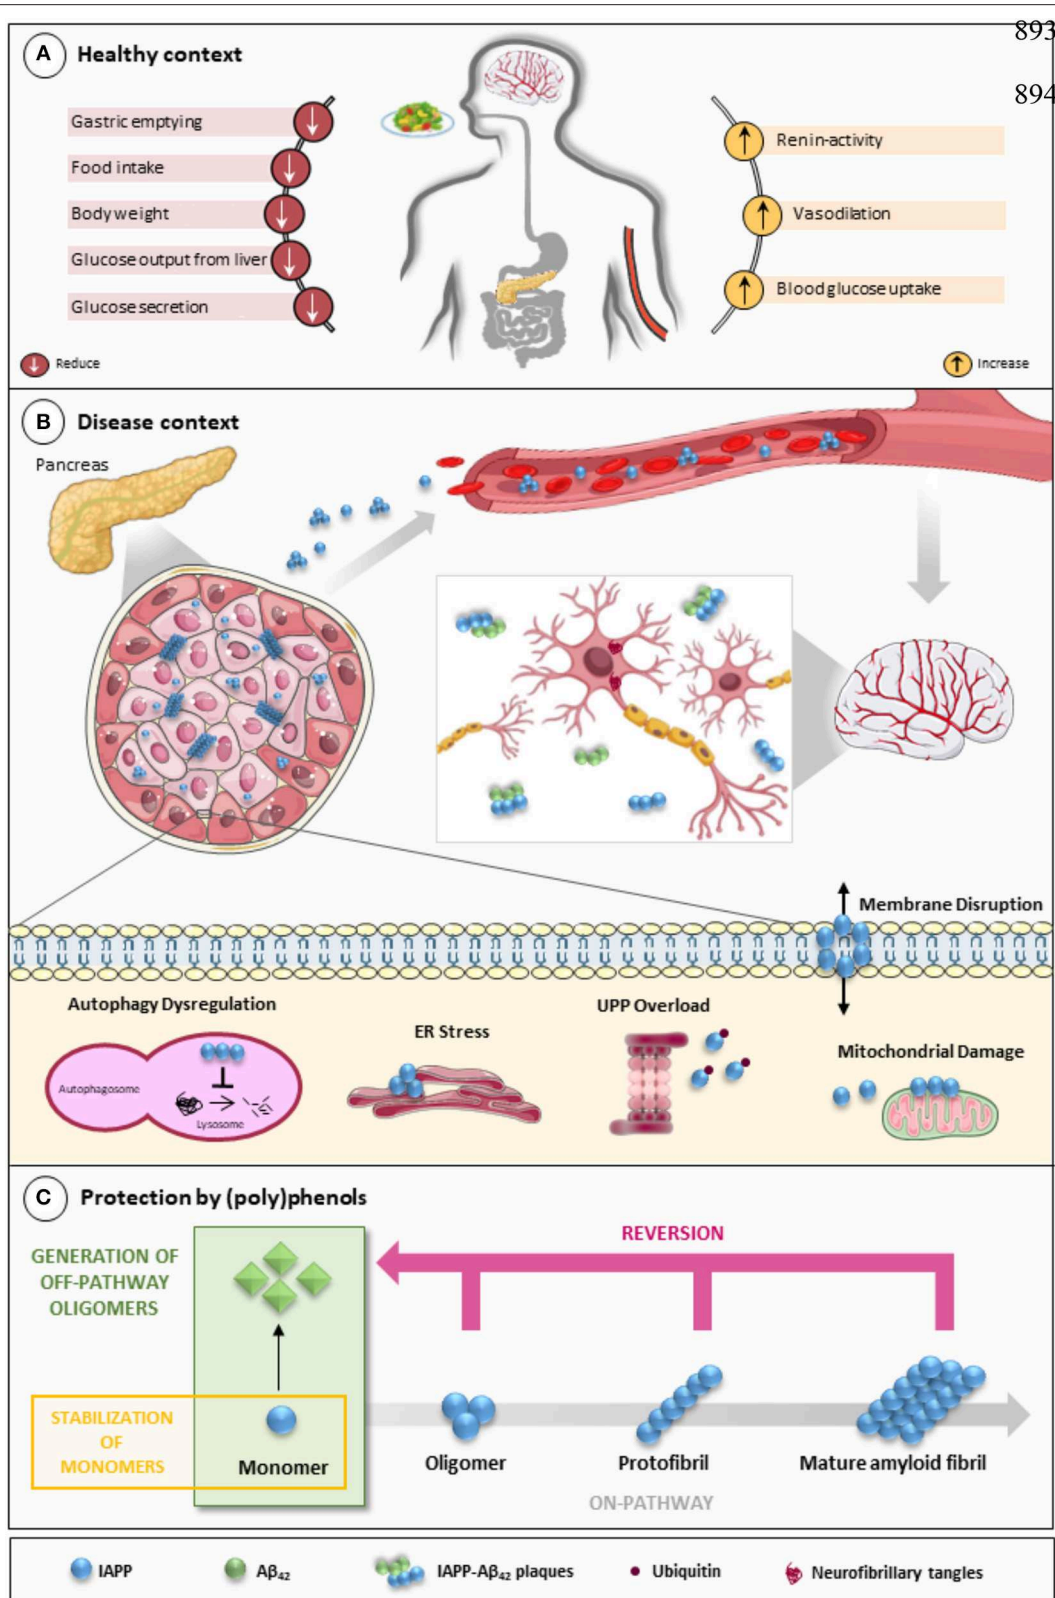 893
894
A Healthy context
Gastric emptying
Food intake
Body weight
Glucose output from liver
Glucose secretion
Reduce
Renin-activity
Vasodilation
Blood glucose uptake
Increase
B Disease context
Pancreas
Membrane Disruption
Autophagy Dysregulation
Autophagosome
Lysosome
ER Stress
UPP Overload
Mitochondrial Damage
C Protection by (poly)phenols
GENERATION OF
OFF-PATHWAY
OLIGOMERS
STABILIZATION
OF
MONOMERS
Monomer
REVERSION
Oligomer
Protofibril
Mature amyloid fibril
ON-PATHWAY
IAPP
Aβ₄₂
IAPP-Aβ₄₂ plaques
Ubiquitin
Neurofibrillary tangles